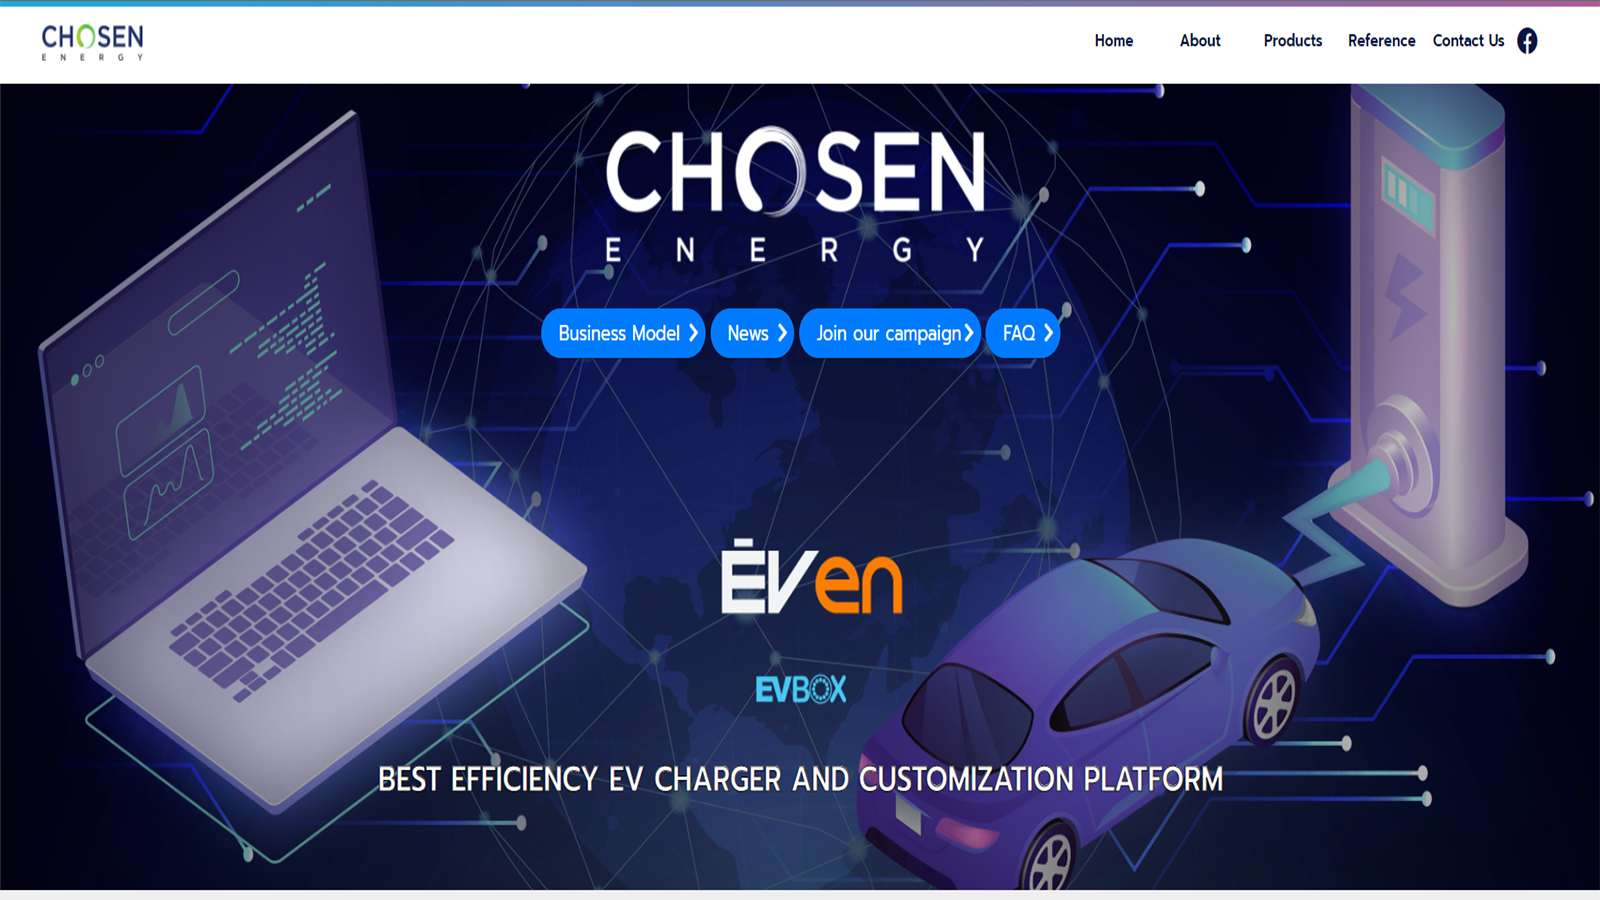 CHOSEN
ENERGY
Home About Products Reference Contact Us
CHOSEN
ENERGY
Business Model News Join our campaign FAQ
ĒVen
EVBOX
BEST EFFICIENCY EV CHARGER AND CUSTOMIZATION PLATFORM